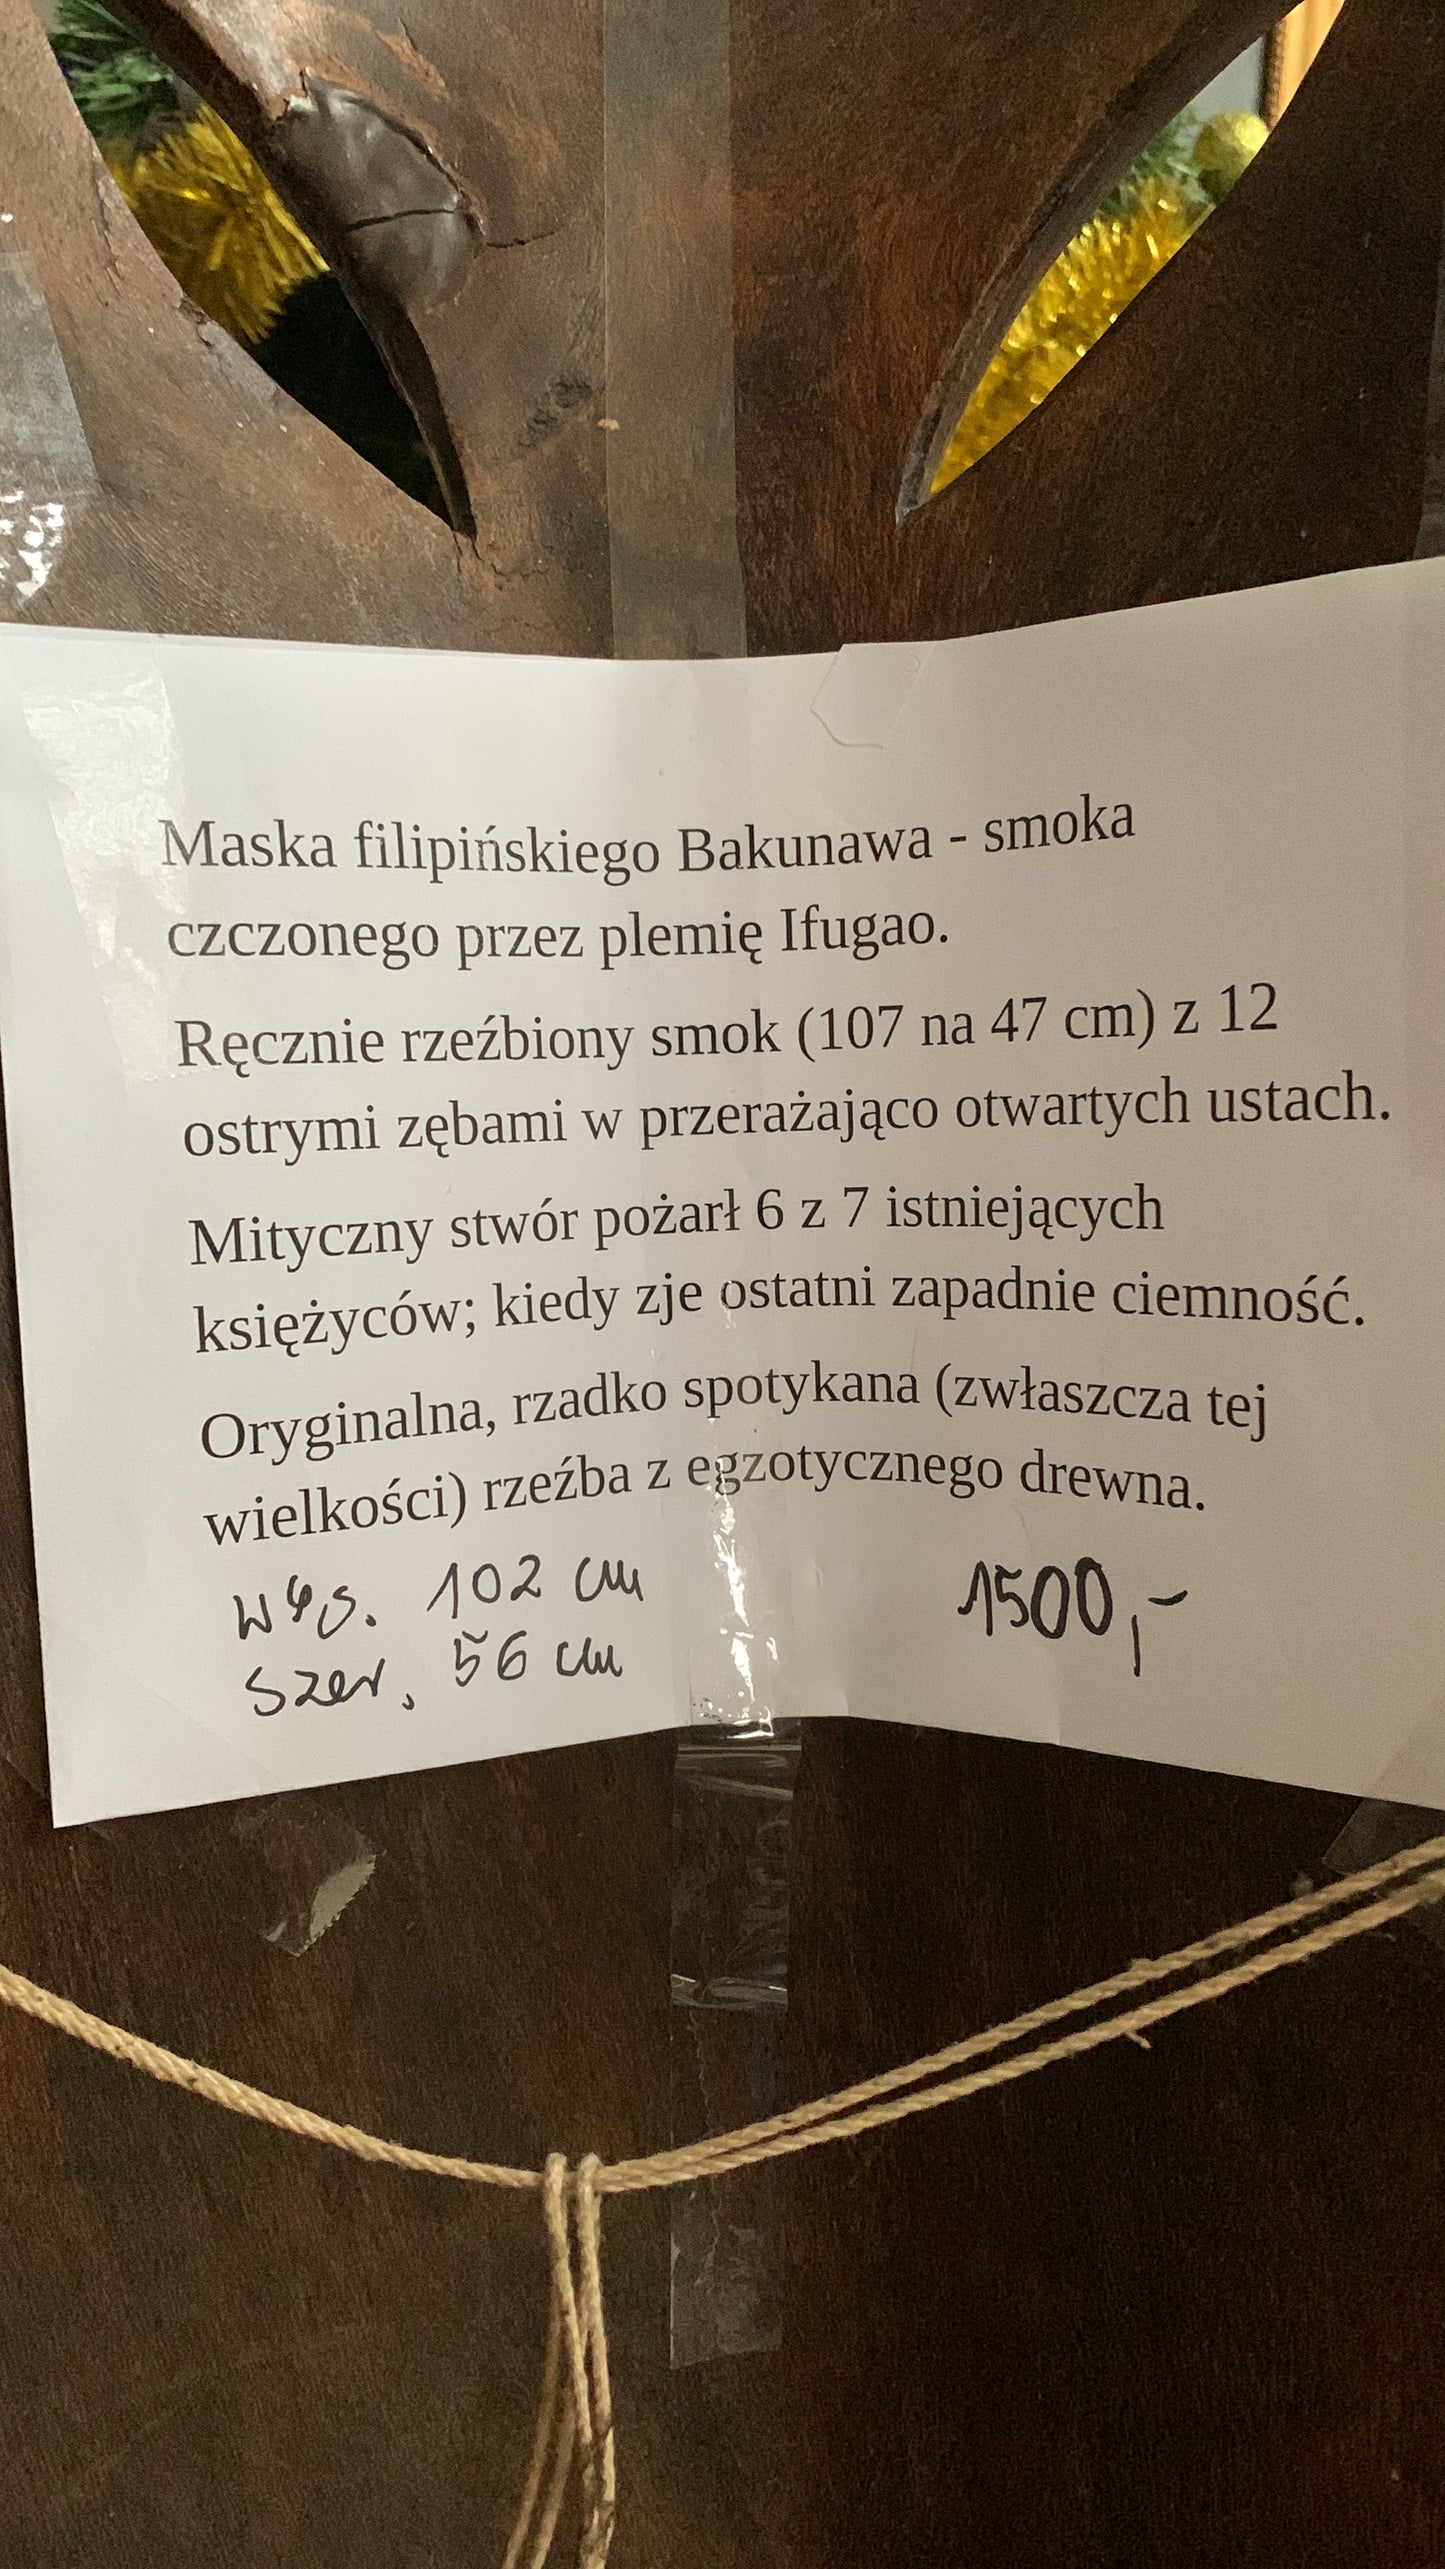 Maska filipińskiego Bakunawa - smoka
czczonego przez plemię Ifugao.
Ręcznie rzeźbiony smok (107 na 47 cm) z 12
ostrymi zębami w przerażająco otwartych ustach.
Mityczny stwór pożarł 6 z 7 istniejących
księżyców; kiedy zje ostatni zapadnie ciemność.
Oryginalna, rzadko spotykana (zwłaszcza tej
wielkości) rzeźba z egzotycznego drewna.
wys. 102 cm 1500,-
szer. 56 cm